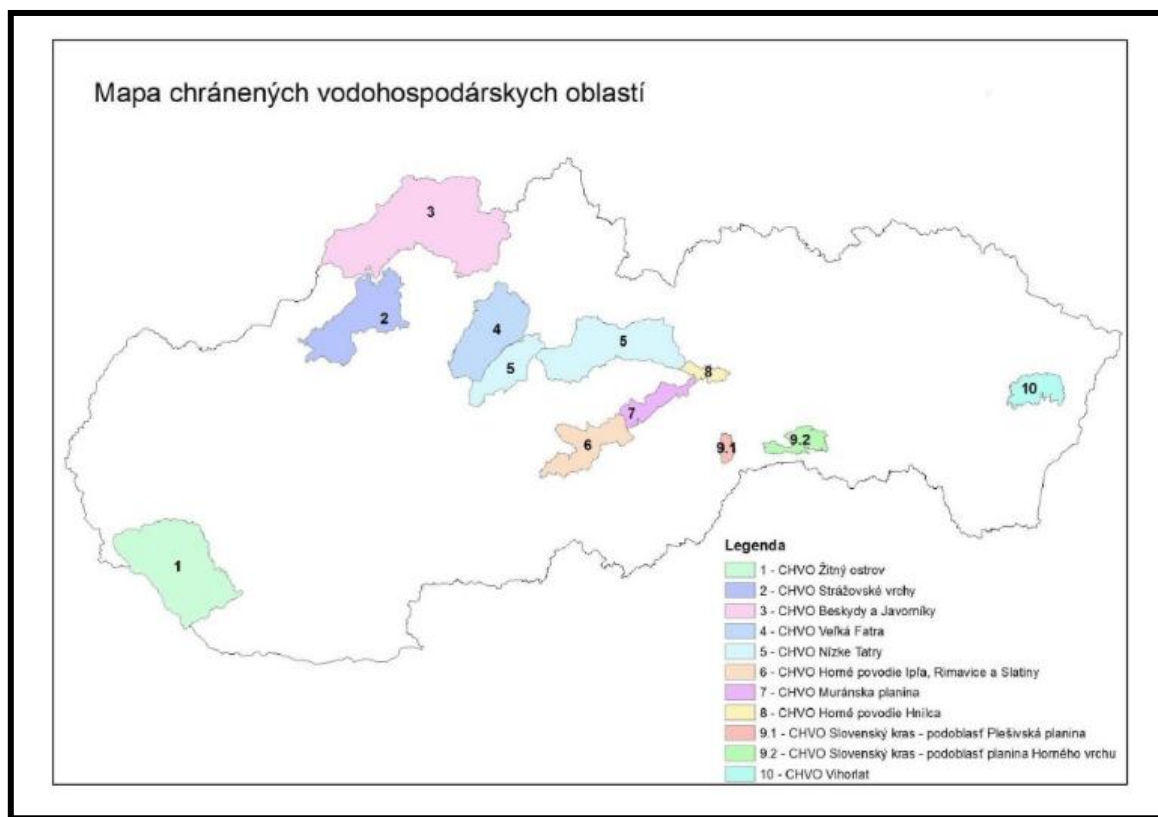 Mapa chránených vodohospodárskych oblastí
3
2
4
5
5
8
7
10
6
9.1
9.2
1
Legenda
1 - CHVO Žitný ostrov
2 - CHVO Strážovské vrchy
3 - CHVO Beskydy a Javorníky
4 - CHVO Veľká Fatra
5 - CHVO Nízke Tatry
6 - CHVO Horné povodie Ipľa, Rimavice a Slatiny
7 - CHVO Muránska planina
8 - CHVO Horné povodie Hnilca
9.1 - CHVO Slovenský kras - podoblasť Plešivská planina
9.2 - CHVO Slovenský kras - podoblasť planina Horného vrchu
10 - CHVO Vihorlat